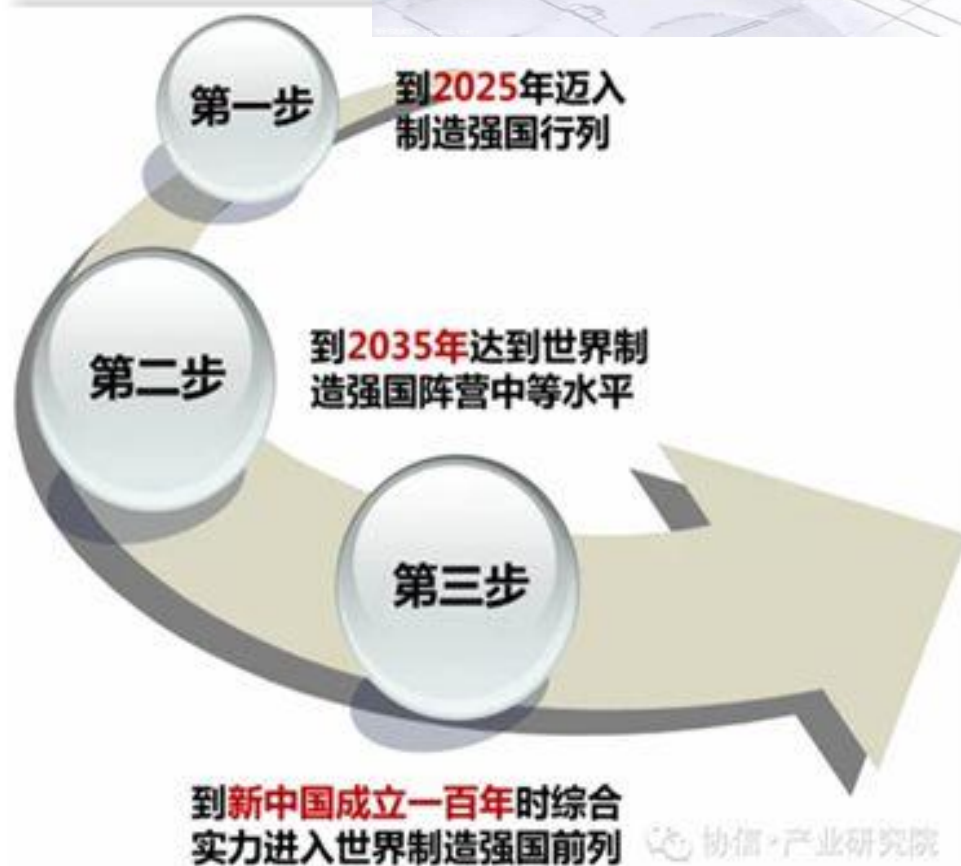 第一步
到2025年迈入
制造强国行列
第二步
到2035年达到世界制
造强国阵营中等水平
第三步
到新中国成立一百年时综合
实力进入世界制造强国前列
协信·产业研究院